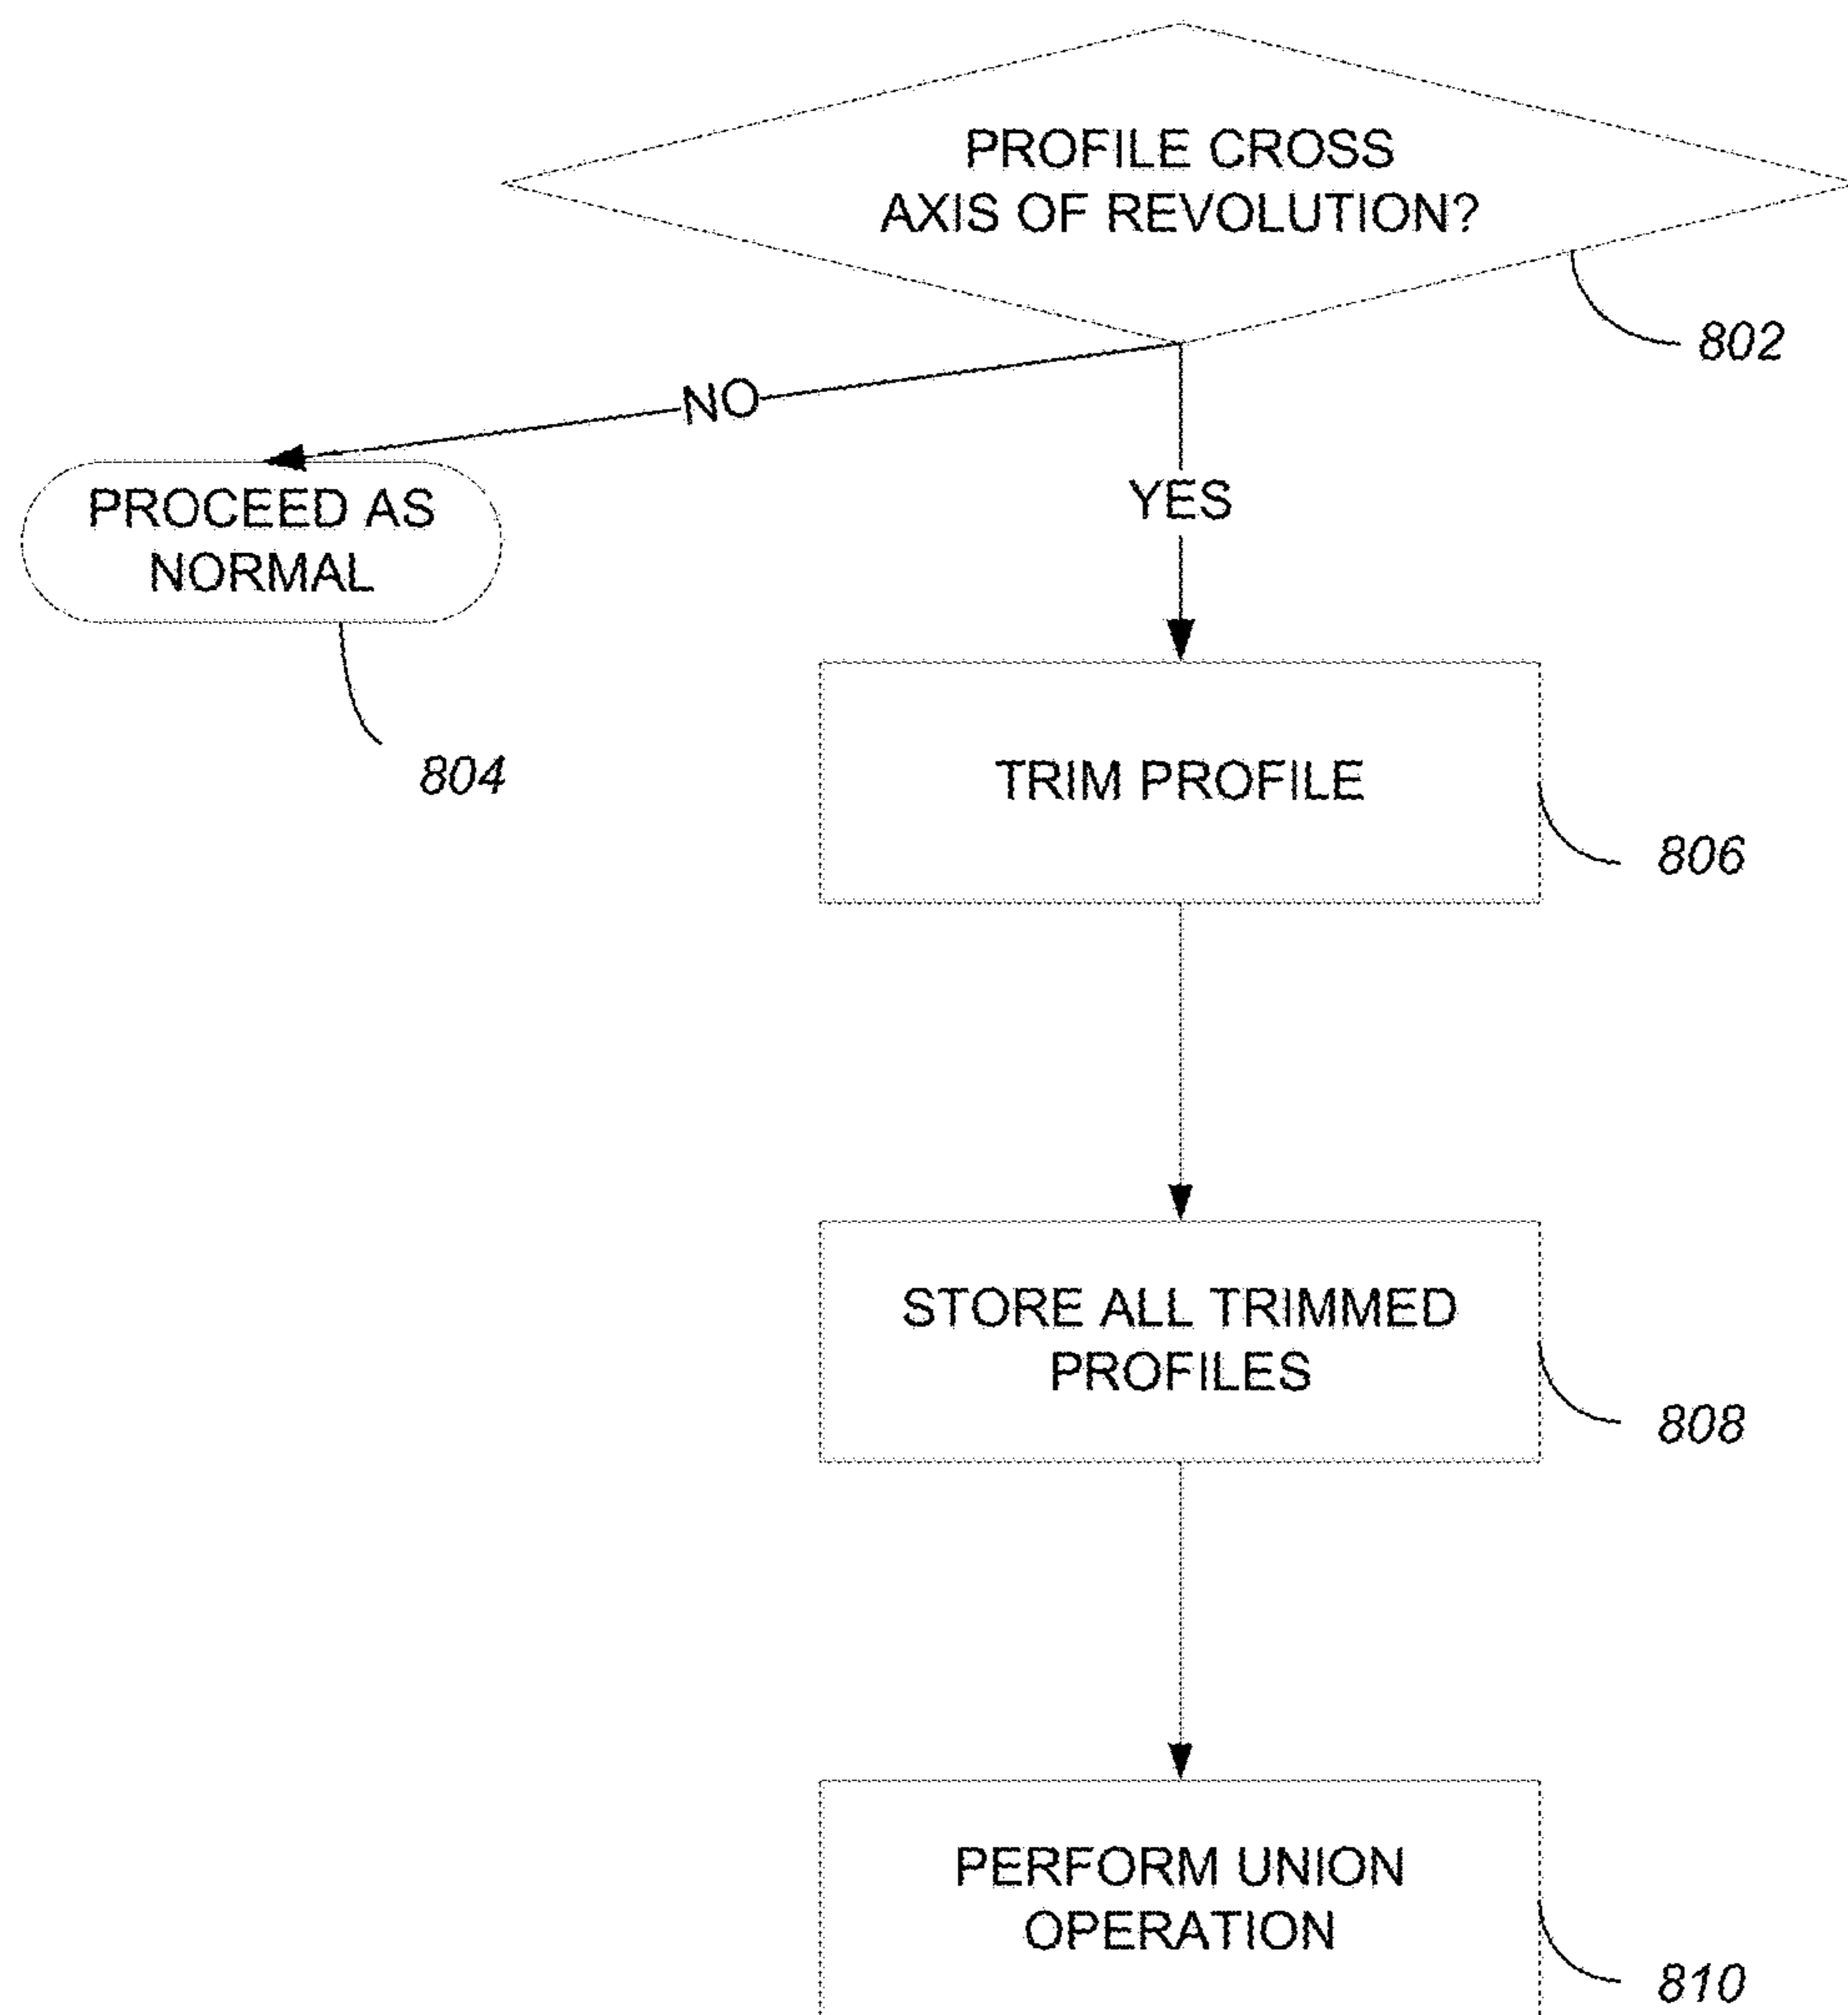 PROFILE CROSS
AXIS OF REVOLUTION?
802
NO
YES
PROCEED AS
NORMAL
804
TRIM PROFILE
806
STORE ALL TRIMMED
PROFILES
808
PERFORM UNION
OPERATION
810